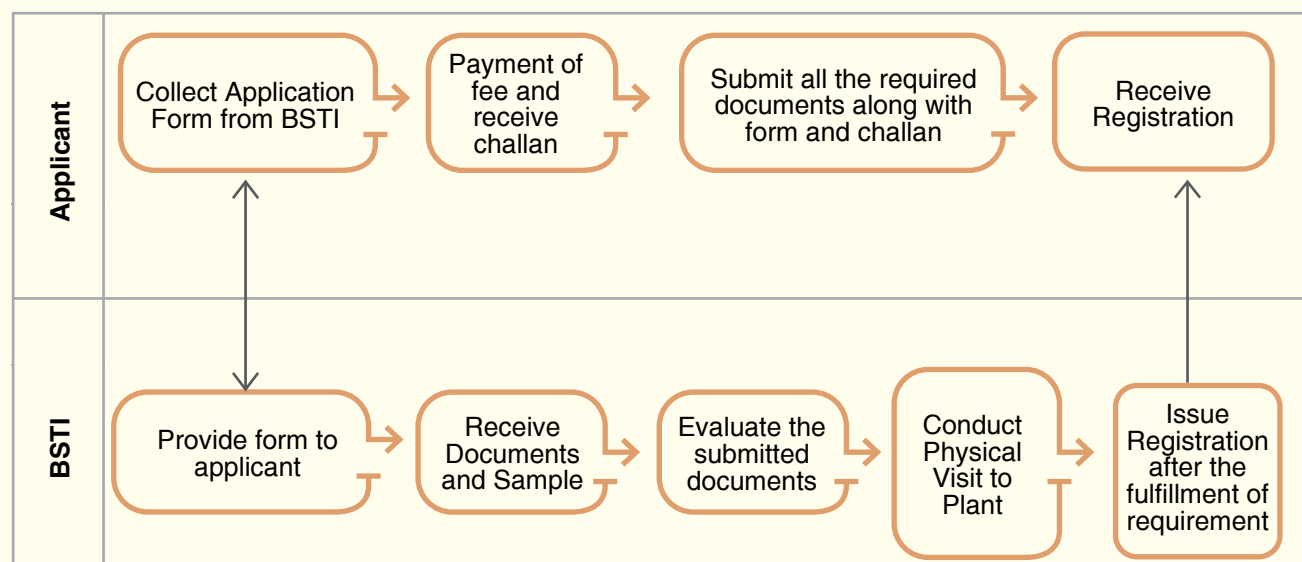 Applicant
Collect Application
Form from BSTI
Payment of
fee and
receive
challan
Submit all the required
documents along with
form and challan
Receive
Registration
BSTI
Provide form to
applicant
Receive
Documents
and Sample
Evaluate the
submitted
documents
Conduct
Physical
Visit to
Plant
Issue
Registration
after the
fulfillment of
requirement